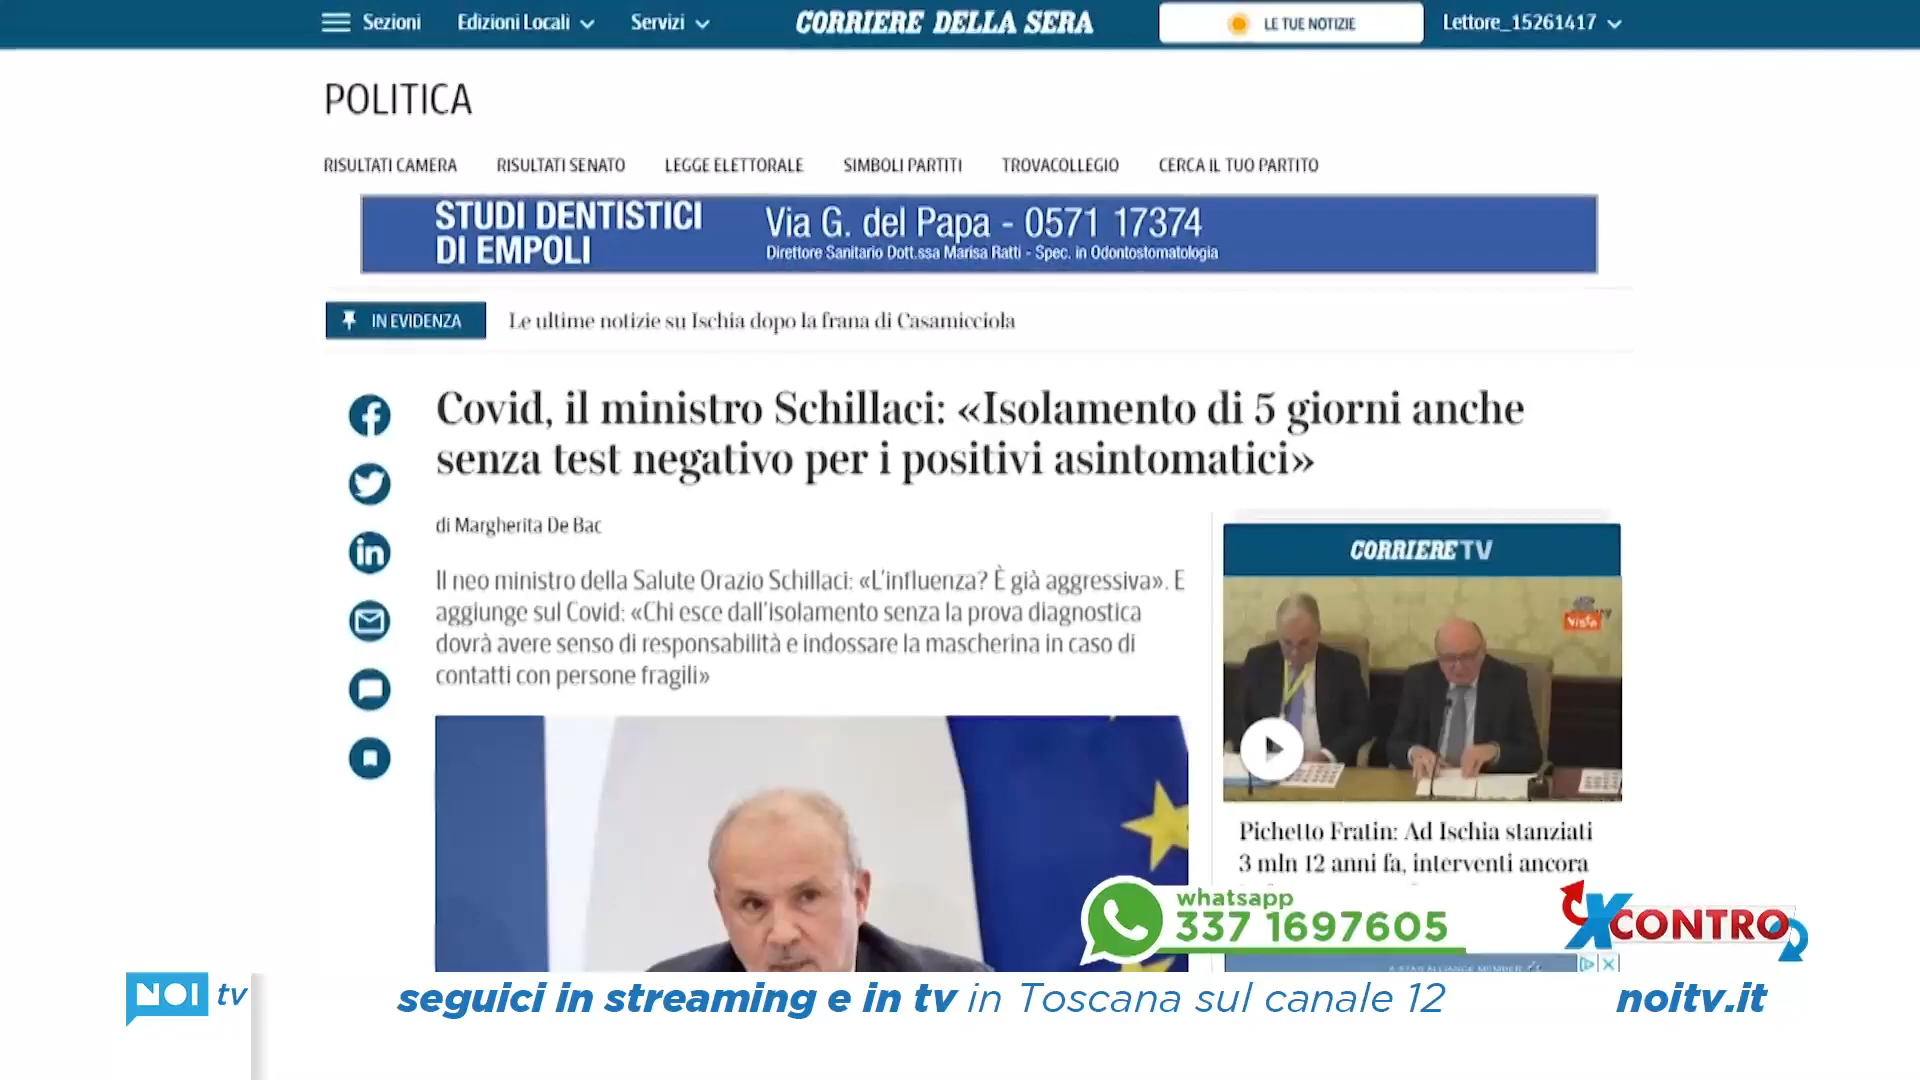 Sezioni
Edizioni Locali
Servizi
CORRIERE DELLA SERA
LE TUE NOTIZIE
Lettore_15261417
POLITICA
RISULTATI CAMERA
RISULTATI SENATO
LEGGE ELETTORALE
SIMBOLI PARTITI
TROVACOLLEGIO
CERCA IL TUO PARTITO
STUDI DENTISTICI
DI EMPOLI
Via G. del Papa - 0571 17374
Direttore Sanitario Dott.ssa Marisa Ratti - Spec. in Odontostomatologia
IN EVIDENZA
Le ultime notizie su Ischia dopo la frana di Casamicciola
Covid, il ministro Schillaci: «Isolamento di 5 giorni anche
senza test negativo per i positivi asintomatici»
di Margherita De Bac
Il neo ministro della Salute Orazio Schillaci: «L'influenza? È già aggressiva». E
aggiunge sul Covid: «Chi esce dall'isolamento senza la prova diagnostica
dovrà avere senso di responsabilità e indossare la mascherina in caso di
contatti con persone fragili»
CORRIERE TV
vista
Pichetto Fratin: Ad Ischia stanziati
3 mln 12 anni fa, interventi ancora
whatsapp
337 1697605
XCONTRO
A STAR ALLIANCE MEMBER
NOI tv
seguici in streaming e in tv in Toscana sul canale 12
noitv.it